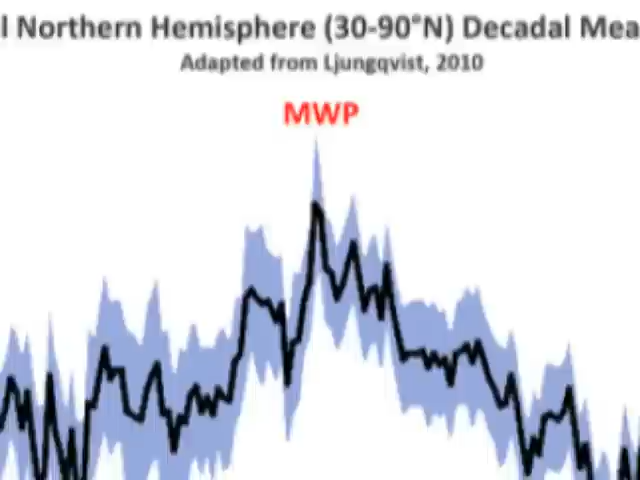 l Northern Hemisphere (30-90°N) Decadal Mea
Adapted from Ljungqvist, 2010
MWP